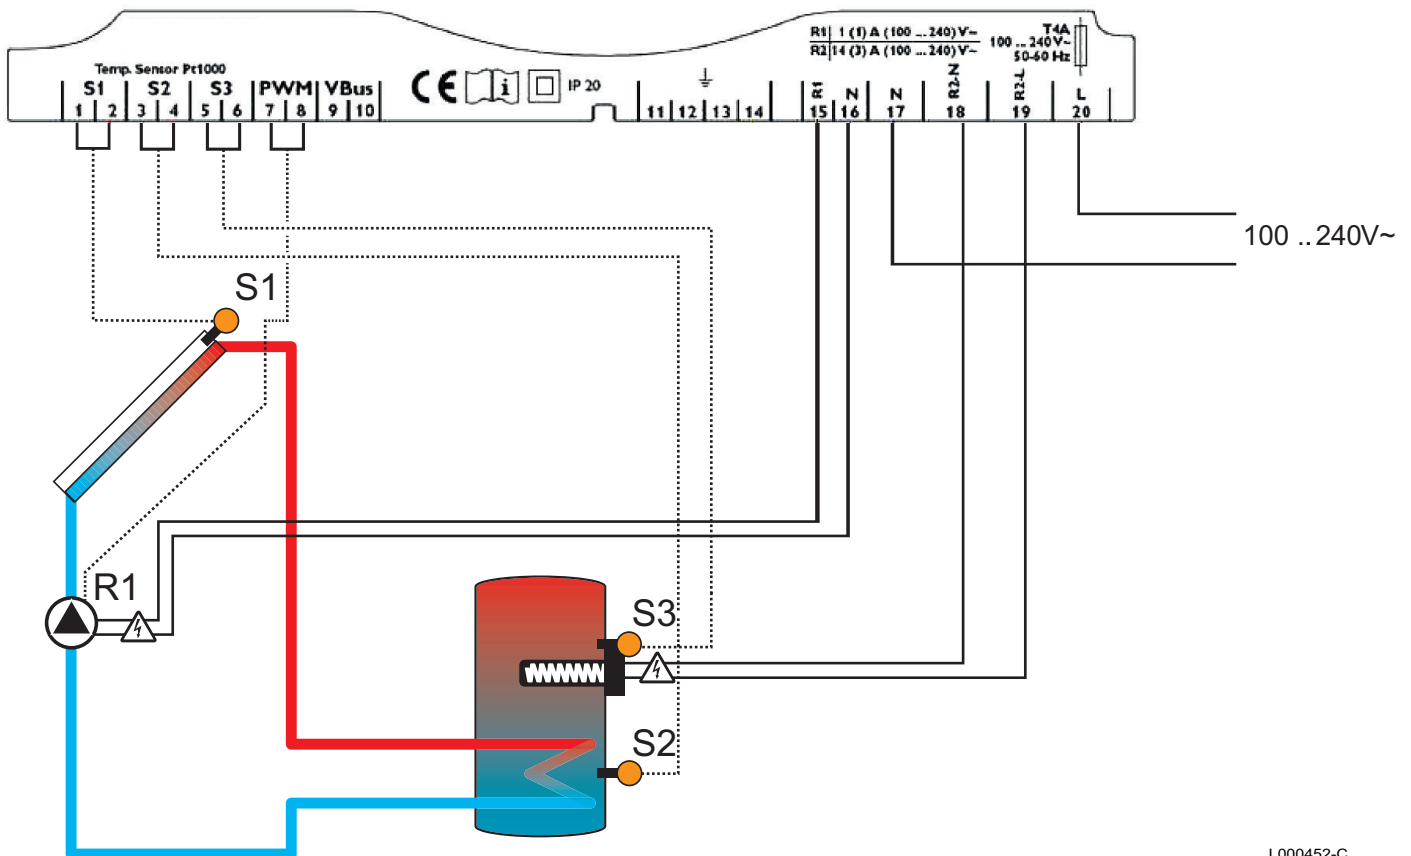 R1 1 (1) A (100 ... 240) V~
R2 14 (3) A (100 ... 240) V~
T4A
100 ... 240 V~
50-60 Hz
Temp. Sensor Pt1000
S1 S2 S3 PWM VBus
1 2 3 4 5 6 7 8 9 10
CE i IP 20
11 12 13 14
R1 N N R2-N R2-L L
15 16 17 18 19 20
100 ..240V~
S1
R1
S3
S2
L000452-C